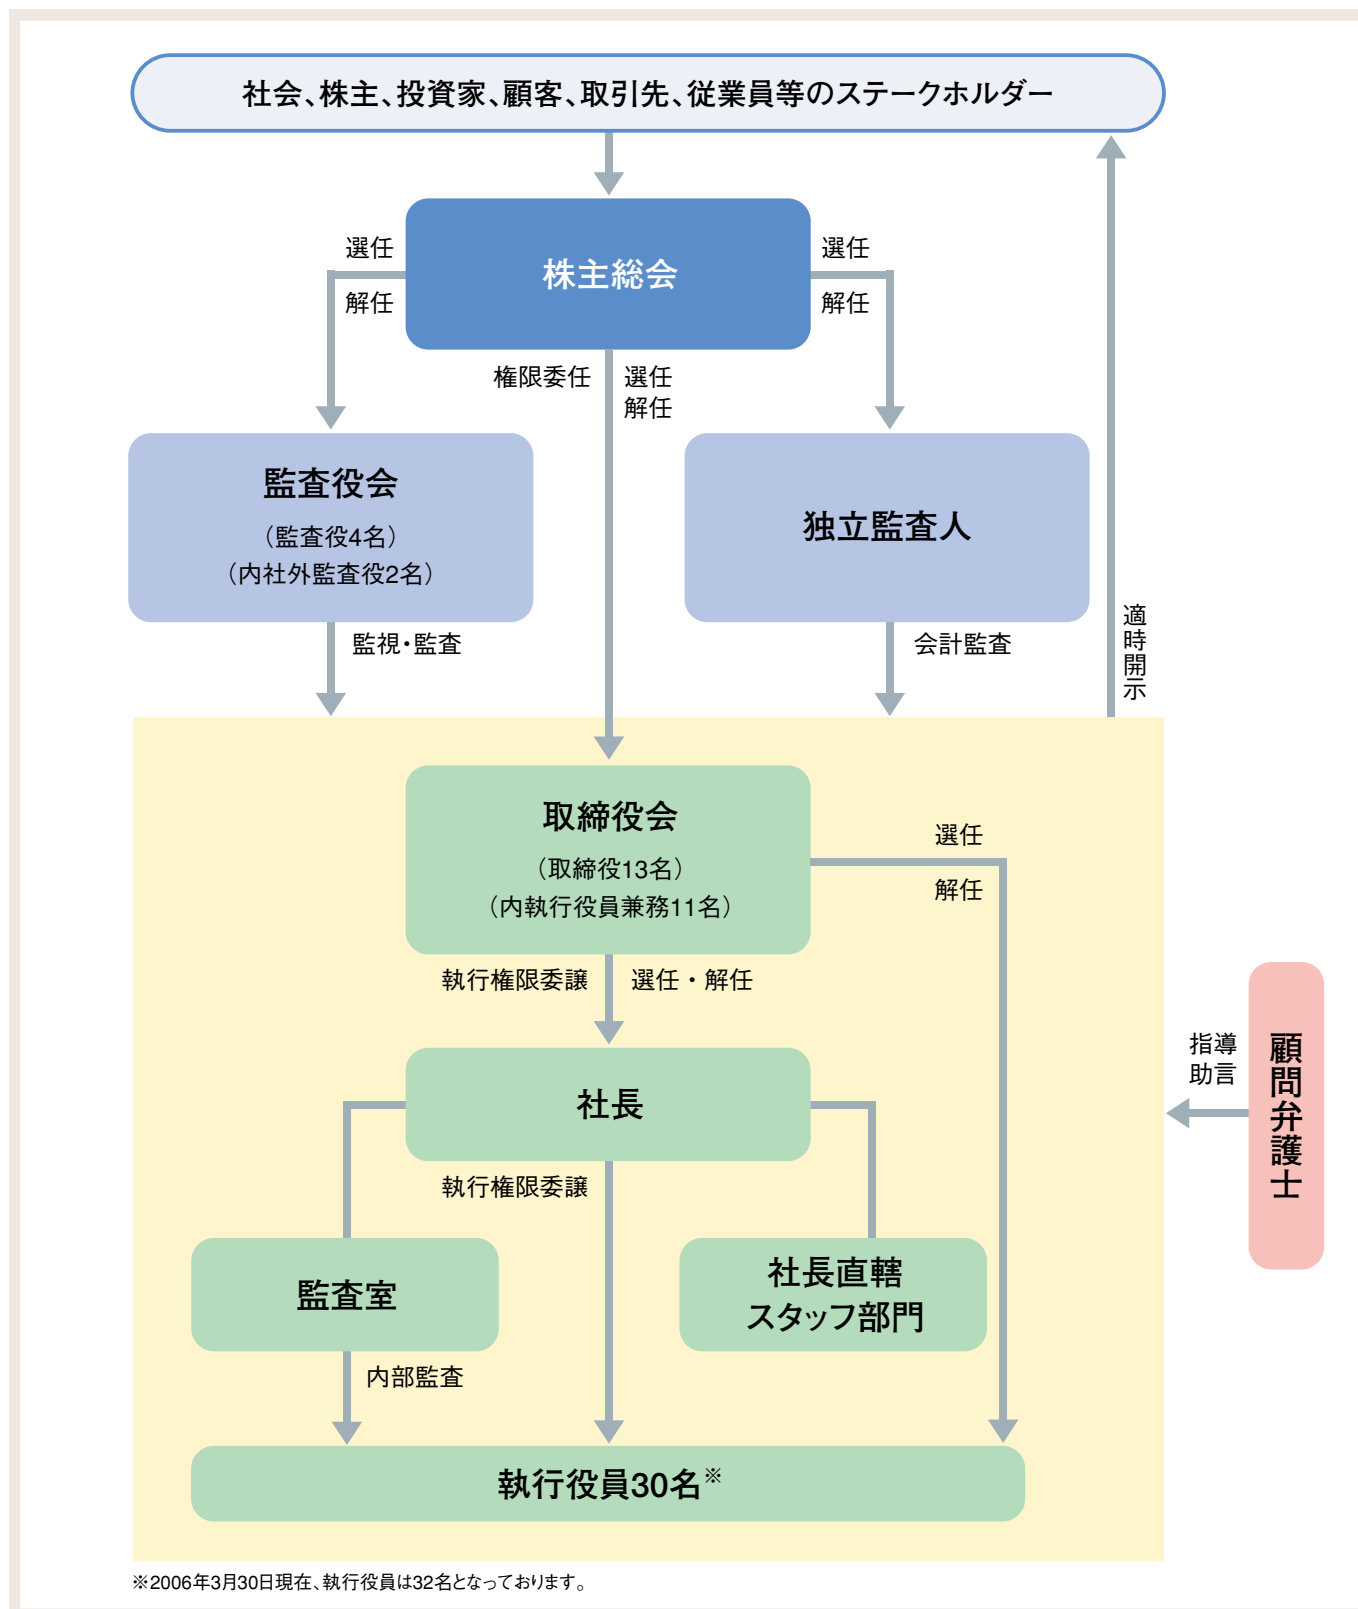 社会、株主、投資家、顧客、取引先、従業員等のステークホルダー
株主総会
選任
解任
選任
解任
権限委任
選任
解任
監査役会
（監査役4名）
（内社外監査役2名）
独立監査人
監視・監査
会計監査
適時開示
取締役会
（取締役13名）
（内執行役員兼務11名）
選任
解任
執行権限委譲
選任・解任
社長
執行権限委譲
指導
助言
顧問弁護士
監査室
社長直轄
スタッフ部門
内部監査
執行役員30名※
※2006年3月30日現在、執行役員は32名となっております。